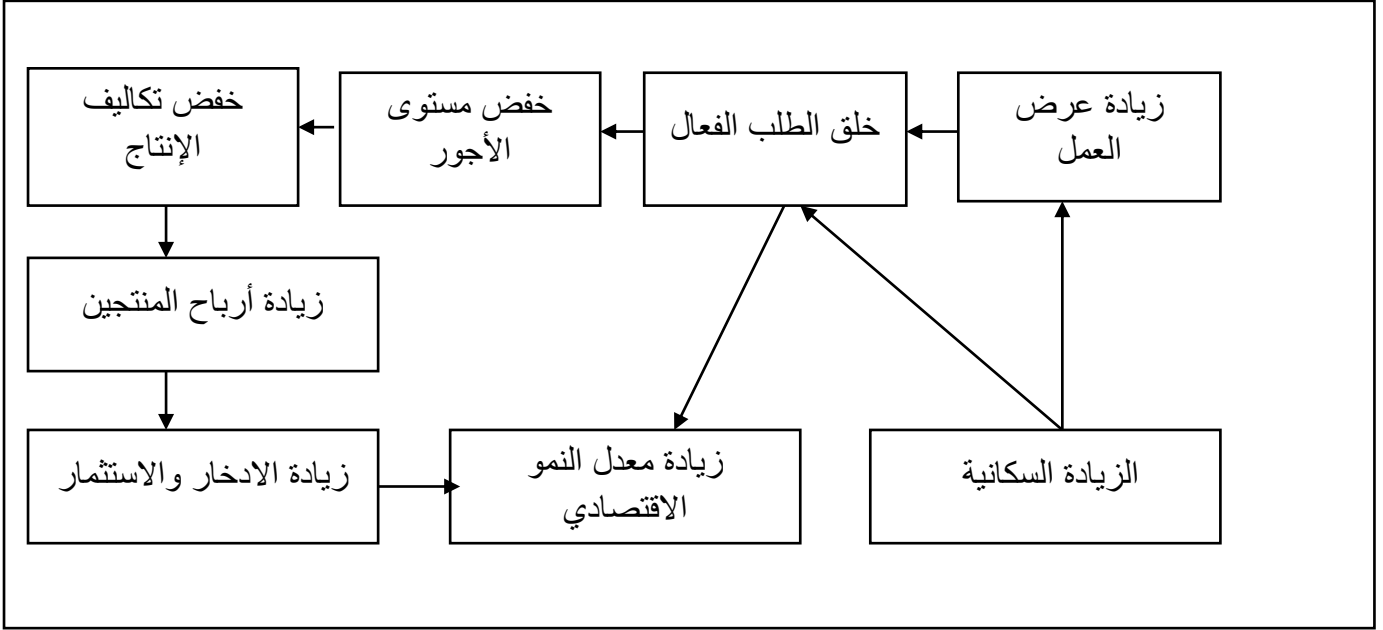 زيادة عرض
العمل
خلق الطلب الفعال
خفض مستوى
الأجور
خفض تكاليف
الإنتاج
زيادة أرباح المنتجين
الزيادة السكانية
زيادة معدل النمو
الاقتصادي
زيادة الادخار والاستثمار